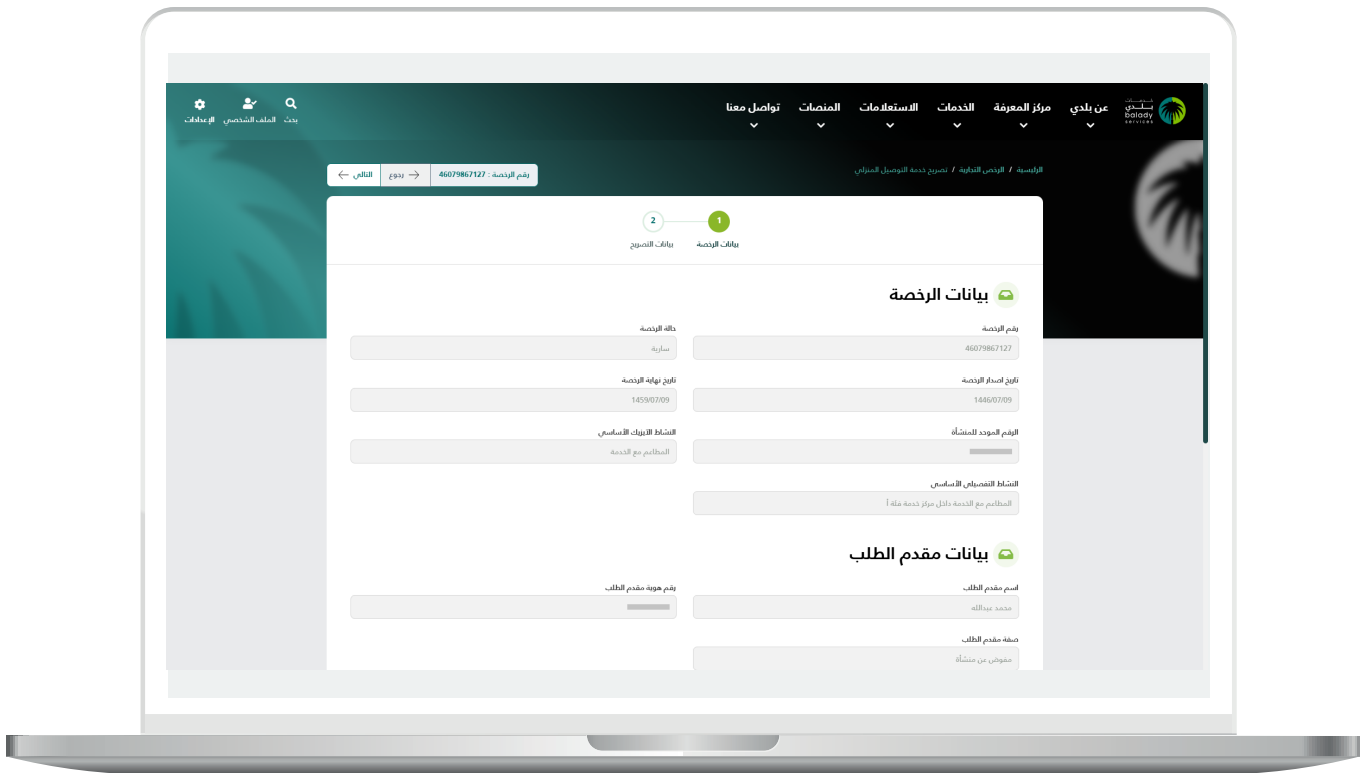 خدمات
بلدي
balady
services
عن بلدي
مركز المعرفة
الخدمات
الاستعلامات
المنصات
تواصل معنا
بحث
الملف الشخصي
الإعدادات
الرئيسية / الرخص التجارية / تصريح خدمة التوصيل المنزلي
رقم الرخصة : 46079867127
رجوع
التالي
1
2
بيانات الرخصة
بيانات التصريح
بيانات الرخصة
رقم الرخصة
حالة الرخصة
46079867127
سارية
تاريخ اصدار الرخصة
تاريخ نهاية الرخصة
1446/07/09
1459/07/09
الرقم الموحد للمنشأة
النشاط الآيزيك الأساسي
المطاعم مع الخدمة
النشاط التفصيلي الأساسي
المطاعم مع الخدمة داخل مركز خدمة فئة أ
بيانات مقدم الطلب
اسم مقدم الطلب
رقم هوية مقدم الطلب
محمد عبدالله
صفة مقدم الطلب
مفوض عن منشأة